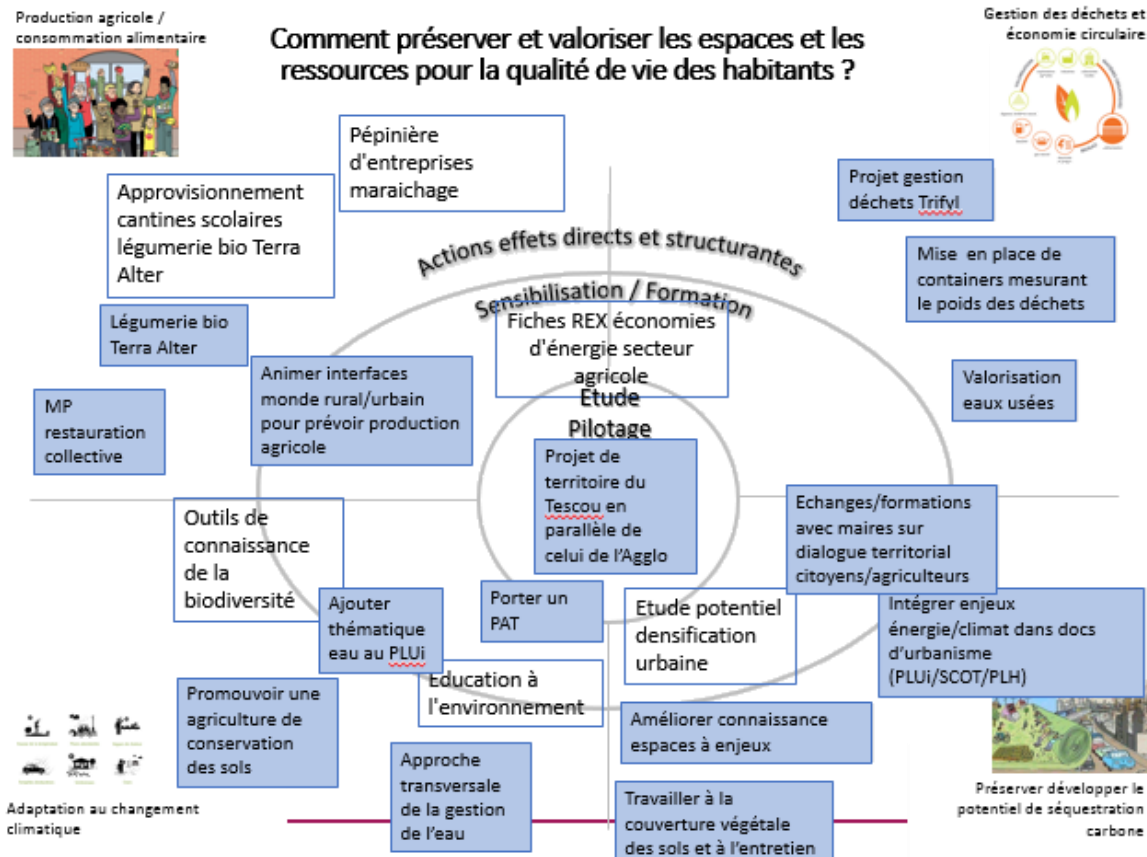 Production agricole /
consommation alimentaire
Comment préserver et valoriser les espaces et les
ressources pour la qualité de vie des habitants ?
Gestion des déchets et
économie circulaire
Pépinière
d'entreprises
maraichage
Approvisionnement
cantines scolaires
légumerie bio Terra
Alter
Projet gestion
déchets Trifyl
Actions effets directs et structurantes
Mise en place de
containers mesurant
le poids des déchets
Sensibilisation / Formation
Légumerie bio
Terra Alter
Fiches REX économies
d'énergie secteur
agricole
Animer interfaces
monde rural/urbain
pour prévoir production
agricole
Valorisation
eaux usées
MP
restauration
collective
Etude
Pilotage
Projet de
territoire du
Tescou en
parallèle de
celui de l’Agglo
Echanges/formations
avec maires sur
dialogue territorial
citoyens/agriculteurs
Outils de
connaissance
de la
biodiversité
Ajouter
thématique
eau au PLUi
Porter un
PAT
Etude potentiel
densification
urbaine
Intégrer enjeux
énergie/climat dans docs
d’urbanisme
(PLUi/SCOT/PLH)
Education à
l'environnement
Promouvoir une
agriculture de
conservation
des sols
Améliorer connaissance
espaces à enjeux
Approche
transversale
de la gestion
de l’eau
Travailler à la
couverture végétale
des sols et à l’entretien
Adaptation au changement
climatique
Préserver développer le
potentiel de séquestration
carbone